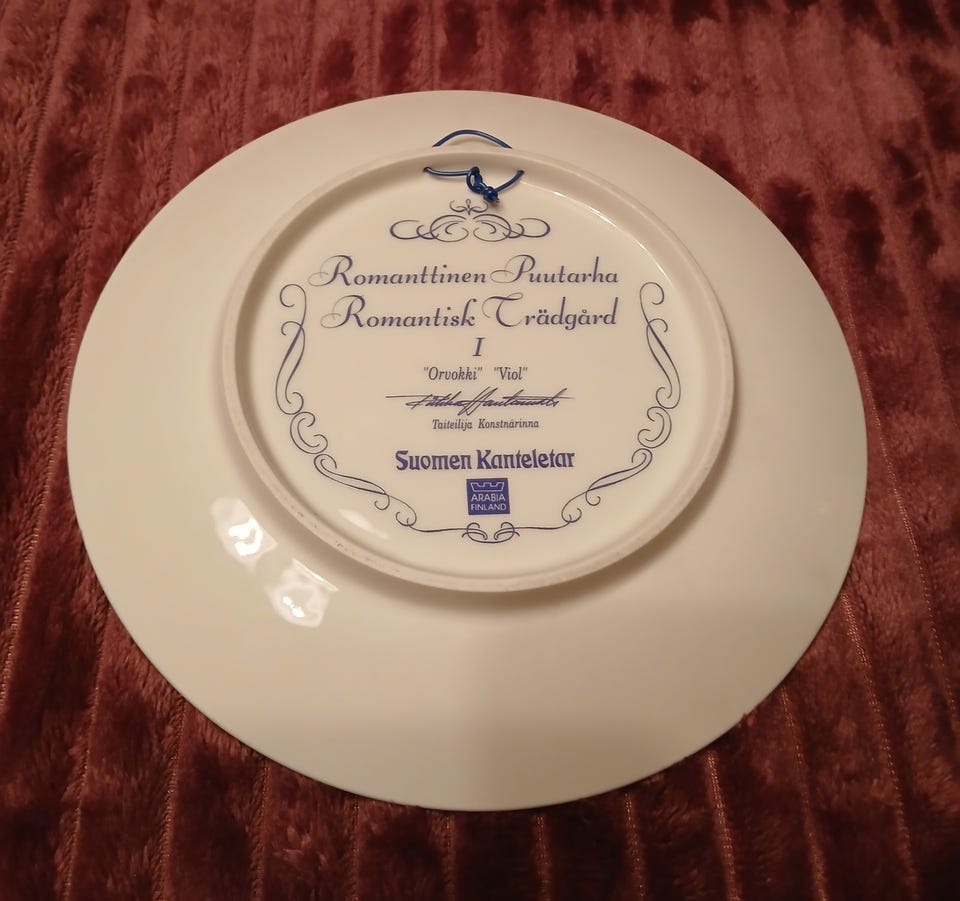 Romanttinen Puutarha
Romantisk Trädgård
I
"Orvokki" "Viol"
Taiteilija Konstnärinna
Suomen Kanteletar
ARABIA
FINLAND